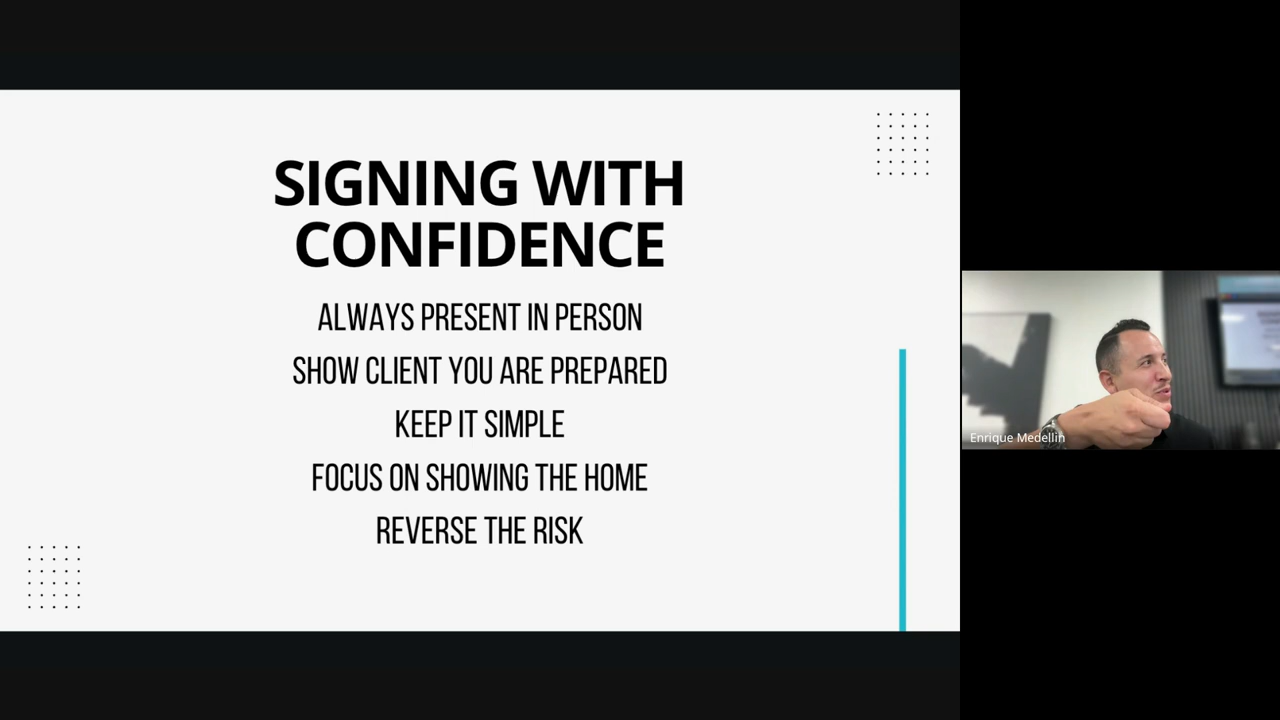 SIGNING WITH
CONFIDENCE
ALWAYS PRESENT IN PERSON
SHOW CLIENT YOU ARE PREPARED
KEEP IT SIMPLE
FOCUS ON SHOWING THE HOME
REVERSE THE RISK
Enrique Medellin